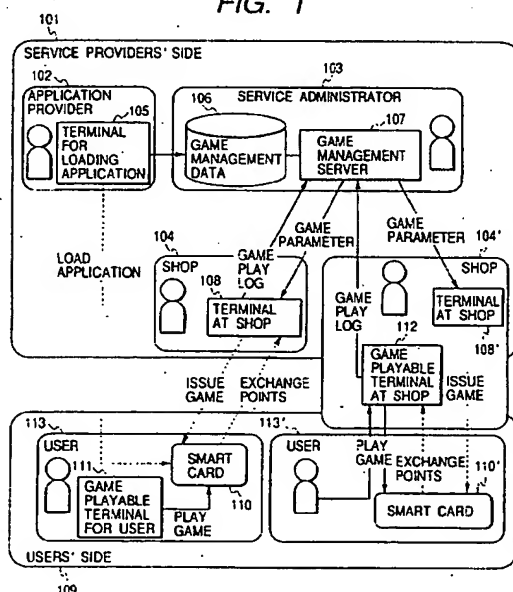 FIG. 1
101
SERVICE PROVIDERS' SIDE
102
APPLICATION
PROVIDER
105
TERMINAL
FOR
LOADING
APPLICATION
103
SERVICE ADMINISTRATOR
106
GAME
MANAGEMENT
DATA
107
GAME
MANAGEMENT
SERVER
LOAD
APPLICATION
104
SHOP
108
TERMINAL
AT SHOP
GAME
PLAY
LOG
GAME
PARAMETER
GAME
PLAY
LOG
GAME
PARAMETER
104'
SHOP
TERMINAL
AT SHOP
108'
112
GAME
PLAYABLE
TERMINAL
AT SHOP
ISSUE
GAME
EXCHANGE
POINTS
ISSUE
GAME
113
USER
111
GAME
PLAYABLE
TERMINAL
FOR USER
PLAY
GAME
SMART
CARD
110
113'
USER
PLAY
GAME
EXCHANGE
POINTS
110'
SMART CARD
USERS' SIDE
109